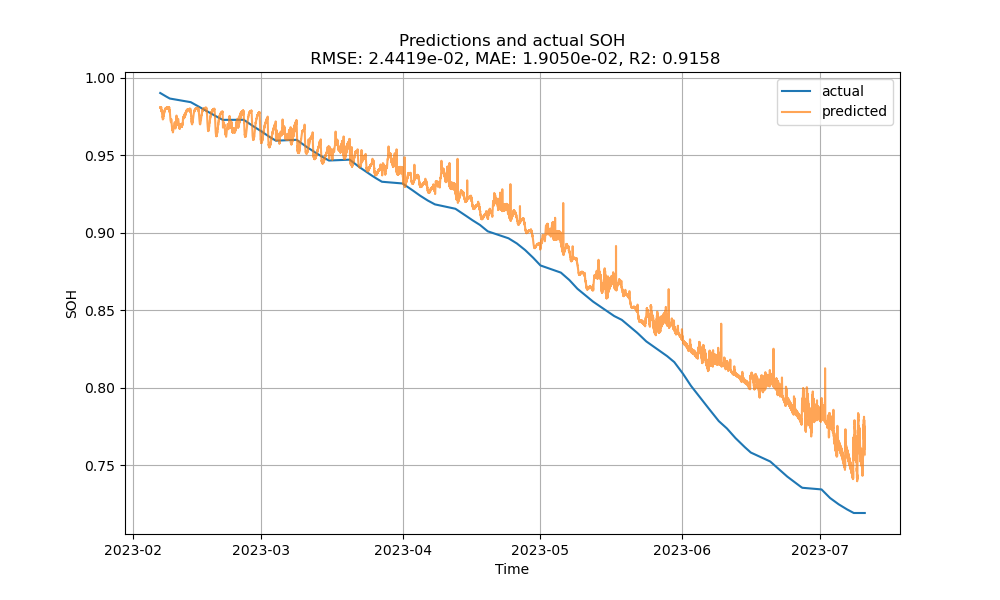 Predictions and actual SOH
RMSE: 2.4419e-02, MAE: 1.9050e-02, R2: 0.9158
actual
predicted
SOH
1.00
0.95
0.90
0.85
0.80
0.75
2023-02
2023-03
2023-04
2023-05
2023-06
2023-07
Time